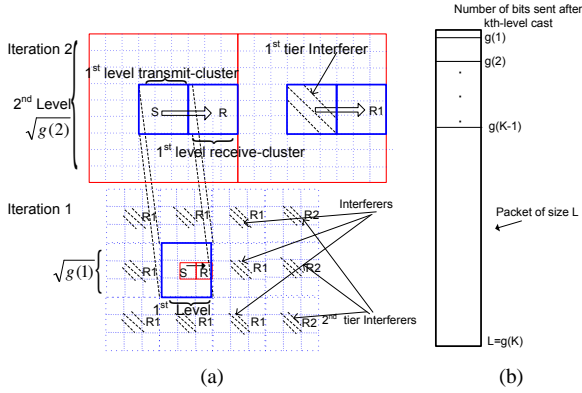 Iteration 2
1st tier Interferer
1st level transmit-cluster
2nd Level
√g(2)
S
R
R1
1st level receive-cluster
Iteration 1
R1
R1
R1
R2
Interferers
√g(1)
R1
S
R
R1
R2
1st Level
R1
R1
R1
R2
2nd tier Interferers
(a)
Number of bits sent after
kth-level cast
g(1)
g(2)
.
.
.
g(K-1)
Packet of size L
L=g(K)
(b)